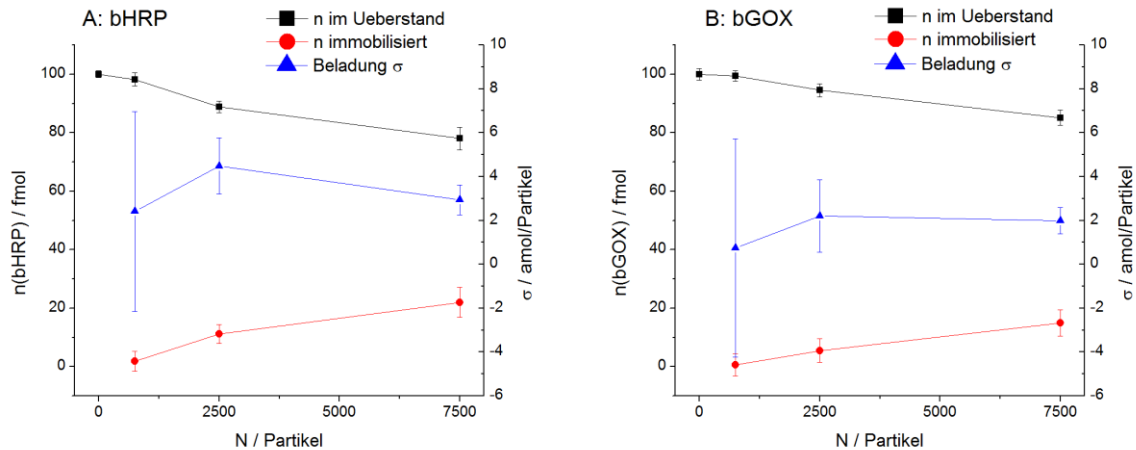 A: bHRP
n im Ueberstand
n immobilisiert
Beladung σ
100
80
60
40
20
0
n(bHRP) / fmol
10
8
6
4
2
0
-2
-4
-6
σ / amol/Partikel
0
2500
5000
7500
N / Partikel
B: bGOX
n im Ueberstand
n immobilisiert
Beladung σ
100
80
60
40
20
0
n(bGOX) / fmol
10
8
6
4
2
0
-2
-4
-6
σ / amol/Partikel
0
2500
5000
7500
N / Partikel